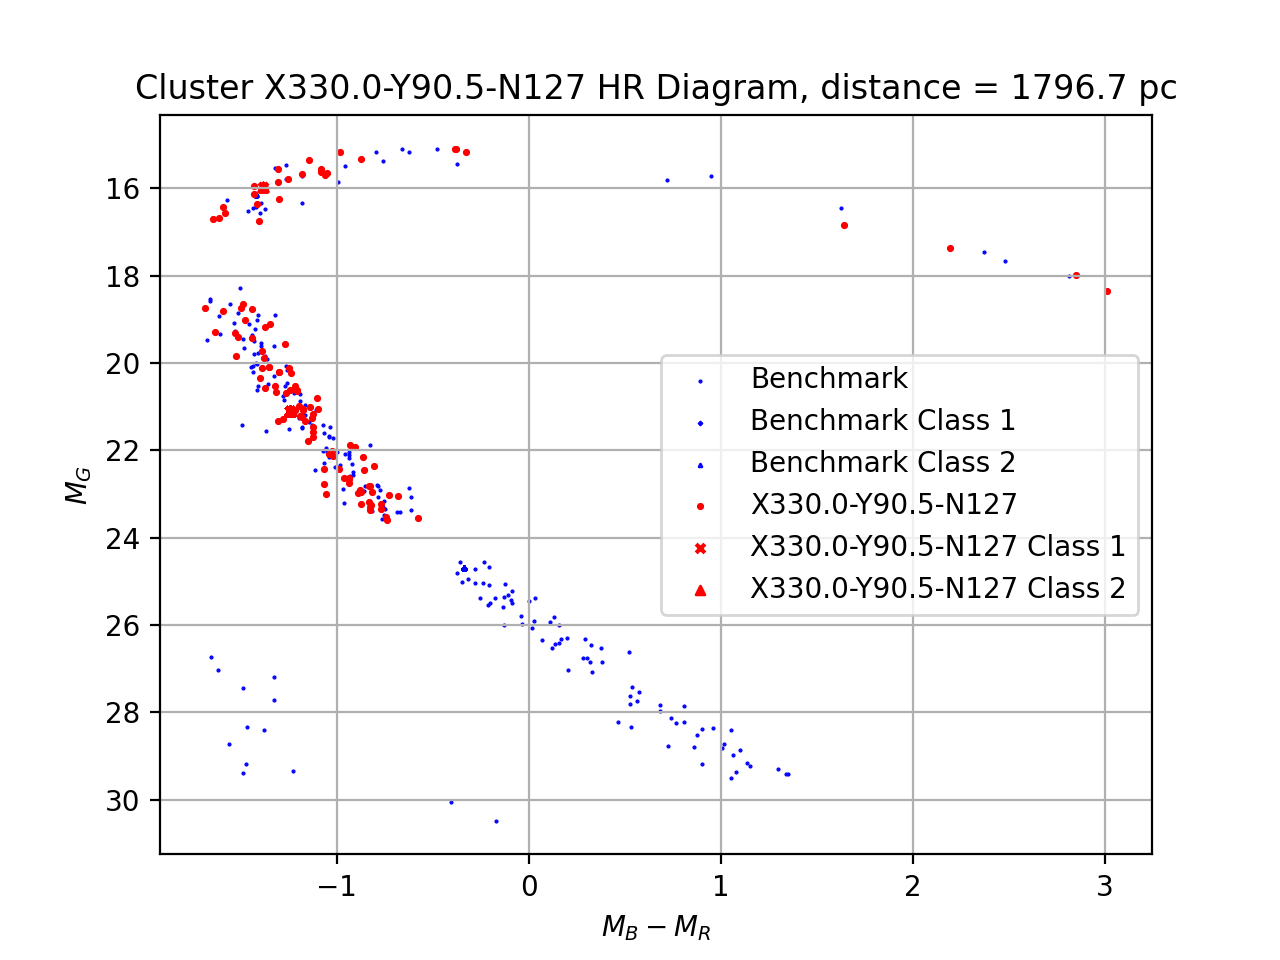 Cluster X330.0-Y90.5-N127 HR Diagram, distance = 1796.7 pc
16
18
20
22
24
26
28
30
M_G
Benchmark
Benchmark Class 1
Benchmark Class 2
X330.0-Y90.5-N127
X330.0-Y90.5-N127 Class 1
X330.0-Y90.5-N127 Class 2
−1 0 1 2 3
M_B − M_R